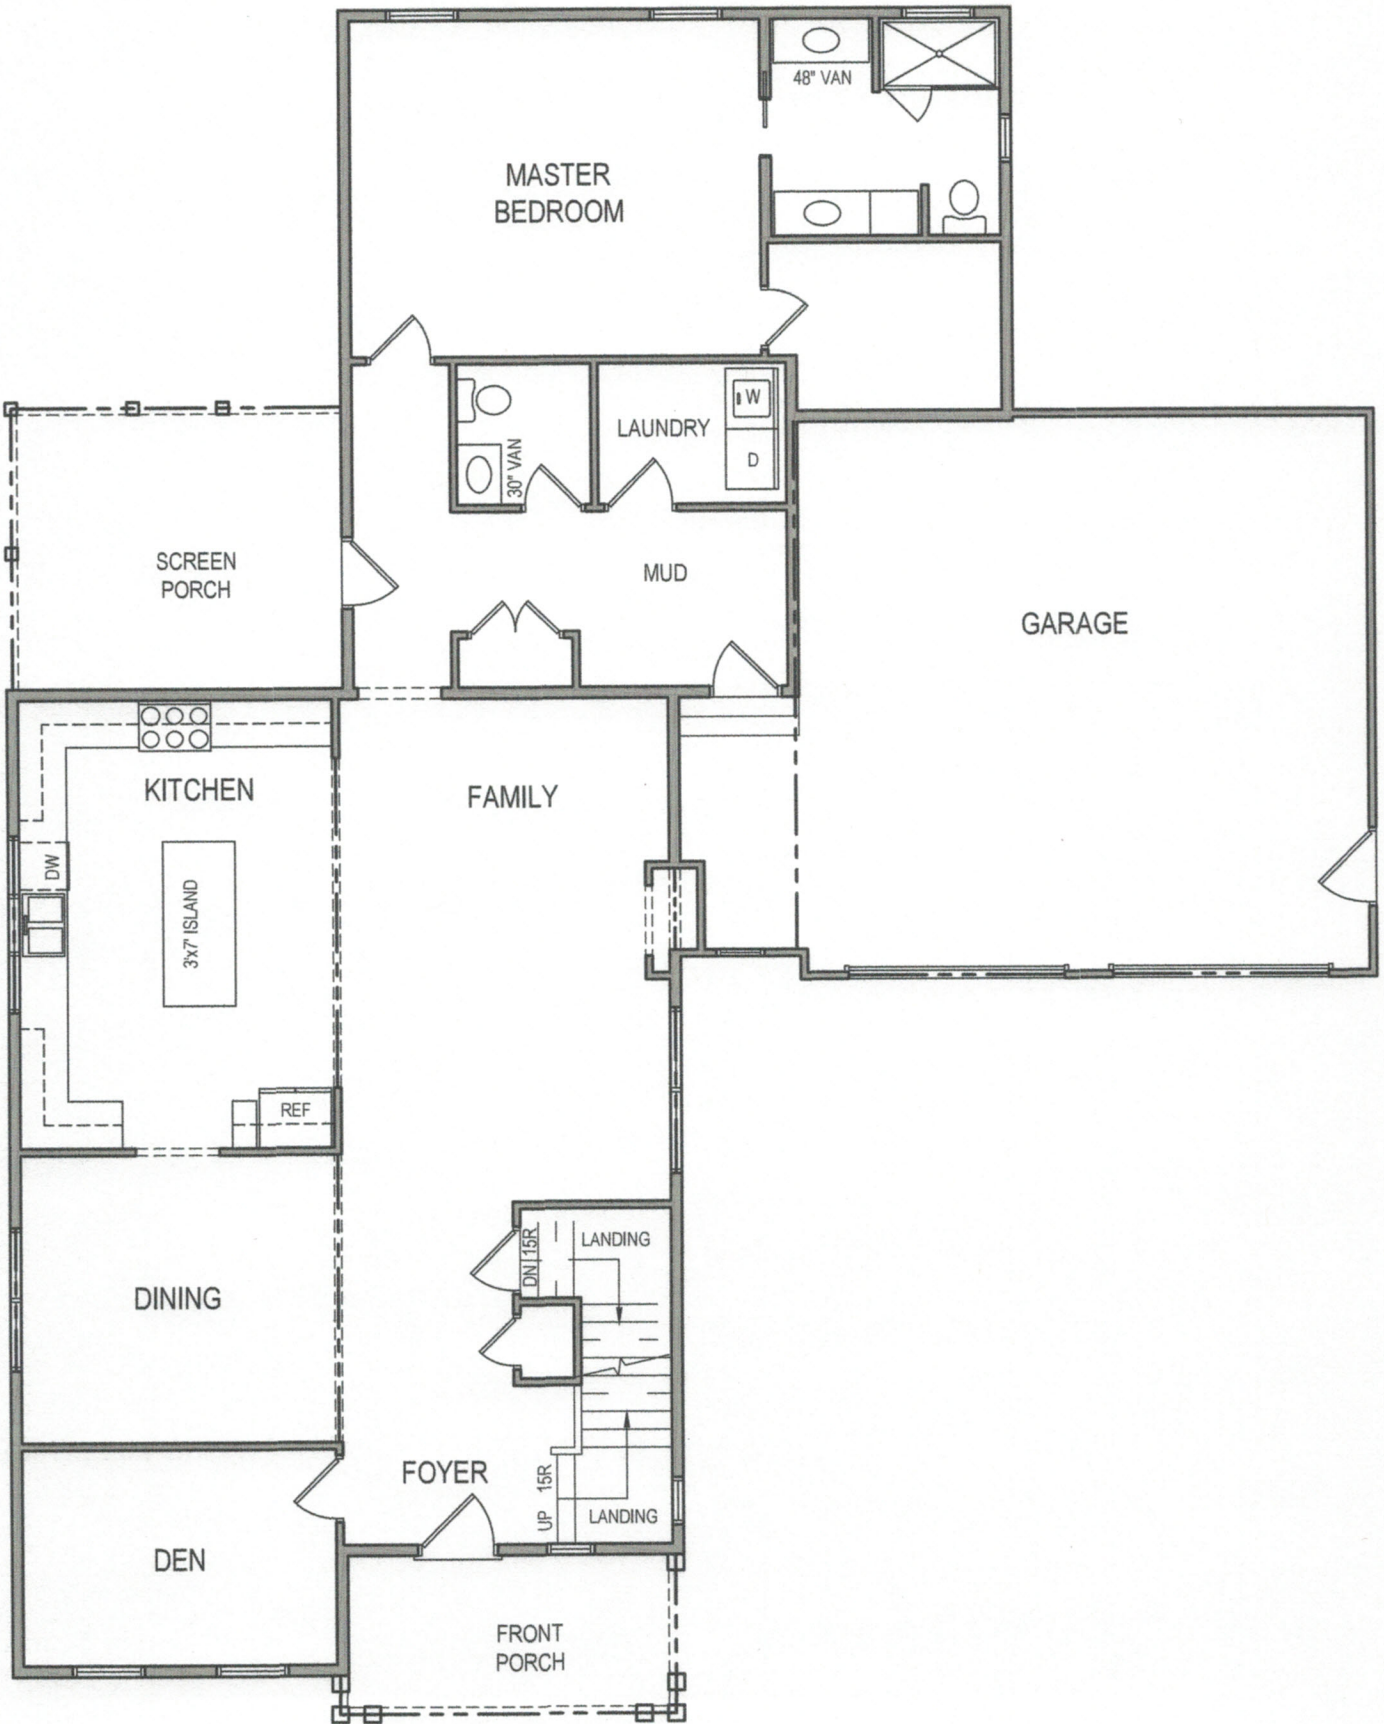 48" VAN
MASTER
BEDROOM
W
LAUNDRY
D
30" VAN
SCREEN
PORCH
MUD
GARAGE
KITCHEN
FAMILY
DW
3'x7' ISLAND
REF
DN 15R
LANDING
DINING
FOYER
UP 15R
LANDING
DEN
FRONT
PORCH